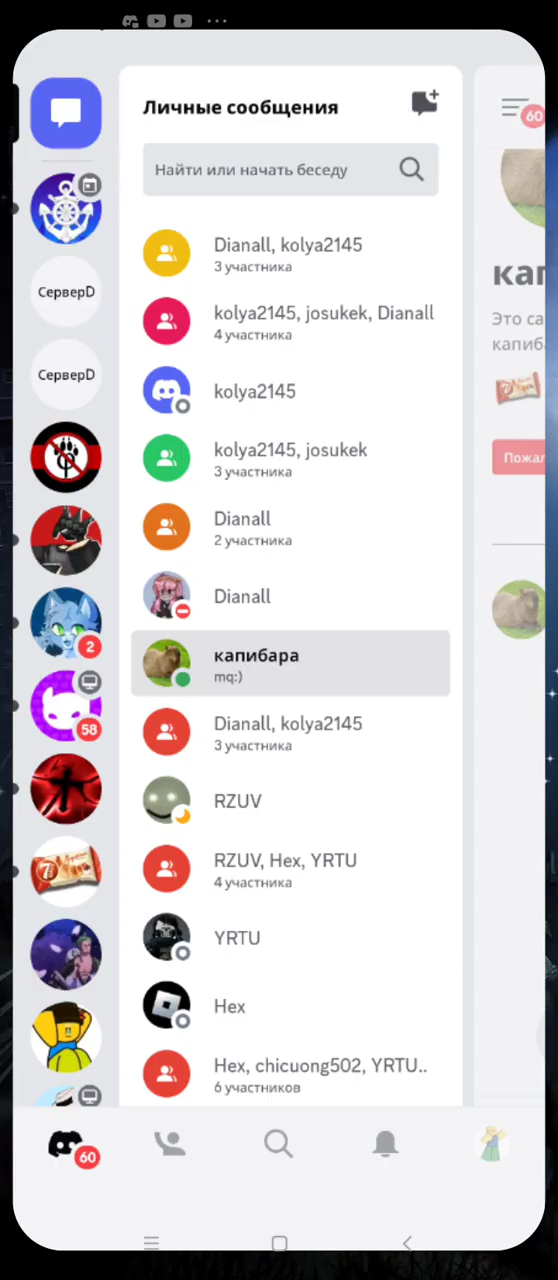 Личные сообщения
Найти или начать беседу
Dianall, kolya2145
3 участника
kolya2145, josukek, Dianall
4 участника
kolya2145
kolya2145, josukek
3 участника
Dianall
2 участника
Dianall
капибара
mq:)
Dianall, kolya2145
3 участника
RZUV
RZUV, Hex, YRTU
4 участника
YRTU
Hex
Hex, chicuong502, YRTU..
6 участников
СерверD
СерверD
2
58
7
60
60
кап
Это са
капиб
Пожал